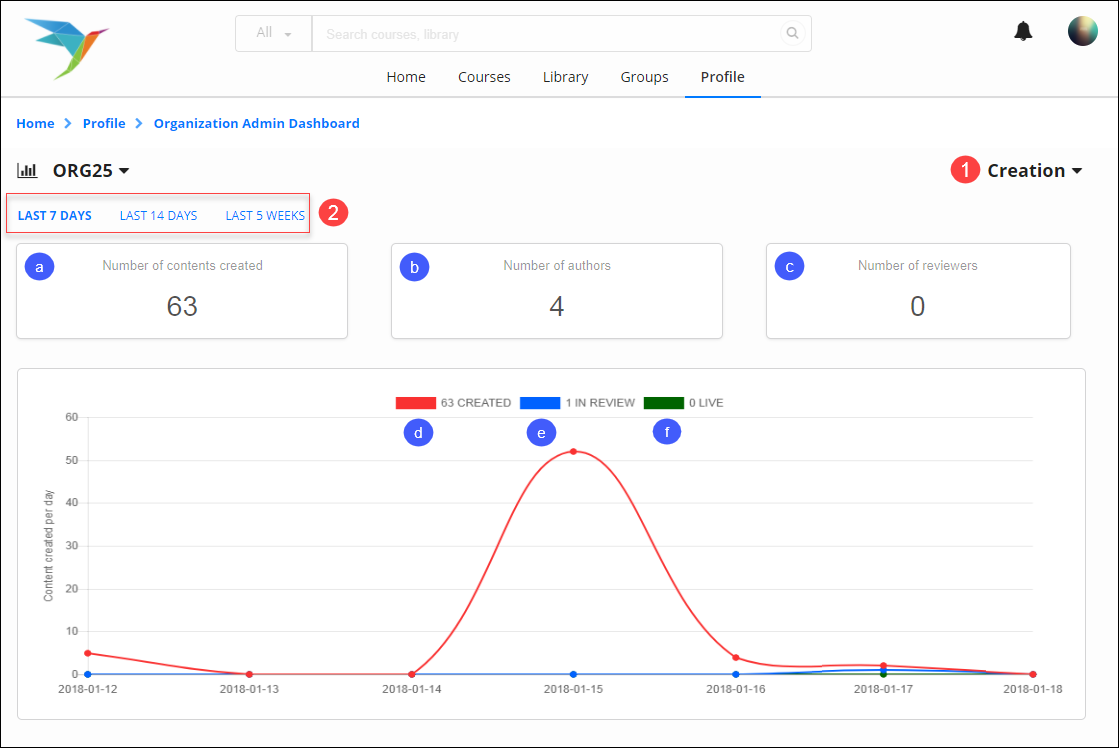 All
Search courses, library
Home Courses Library Groups Profile
Home Profile Organization Admin Dashboard
ORG25 1 Creation
LAST 7 DAYS LAST 14 DAYS LAST 5 WEEKS 2
a Number of contents created
63
b Number of authors
4
c Number of reviewers
0
63 CREATED 1 IN REVIEW 0 LIVE
d e f
Content created per day
60
50
40
30
20
10
0
2018-01-12 2018-01-13 2018-01-14 2018-01-15 2018-01-16 2018-01-17 2018-01-18